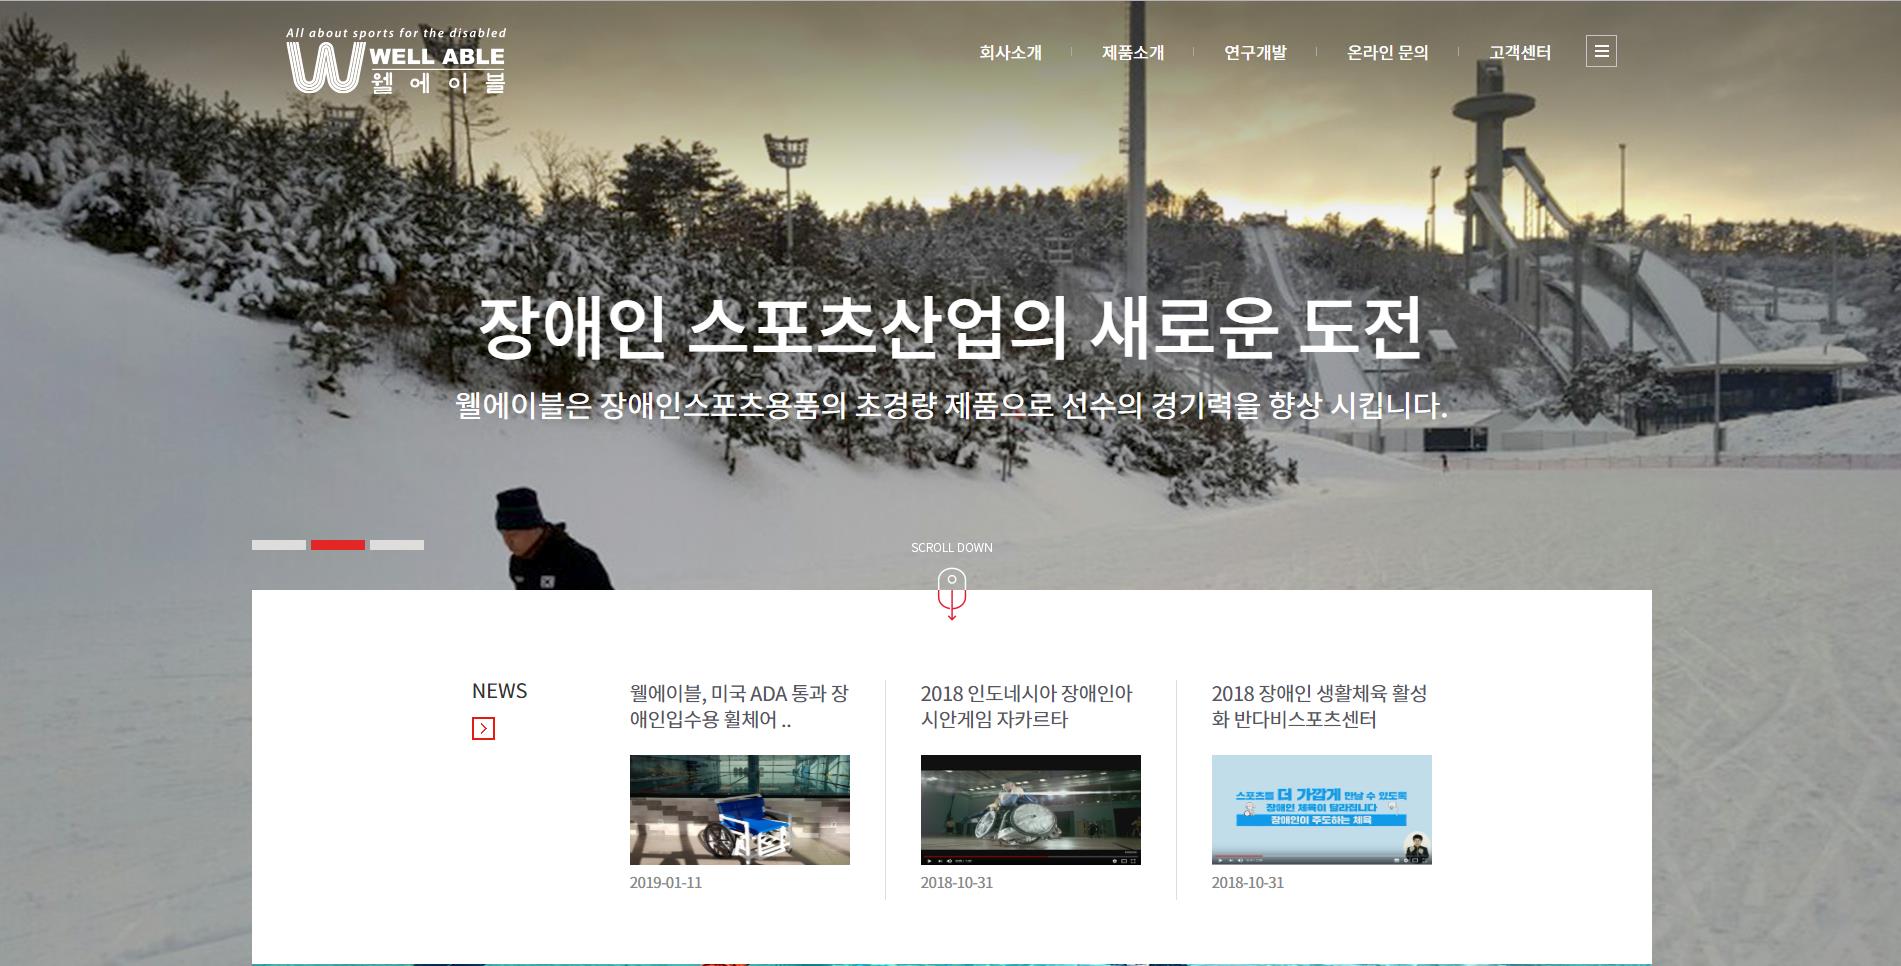 All about sports for the disabled
WELL ABLE
웰에이블
회사소개
제품소개
연구개발
온라인 문의
고객센터
장애인 스포츠산업의 새로운 도전
웰에이블은 장애인스포츠용품의 초경량 제품으로 선수의 경기력을 향상 시킵니다.
SCROLL DOWN
NEWS
웰에이블, 미국 ADA 통과 장
애인입수용 휠체어 ..
2019-01-11
2018 인도네시아 장애인아
시안게임 자카르타
2018-10-31
2018 장애인 생활체육 활성
화 반다비스포츠센터
스포츠를 더 가깝게 만날 수 있도록
장애인 체육이 달라집니다
장애인이 주도하는 체육
2018-10-31